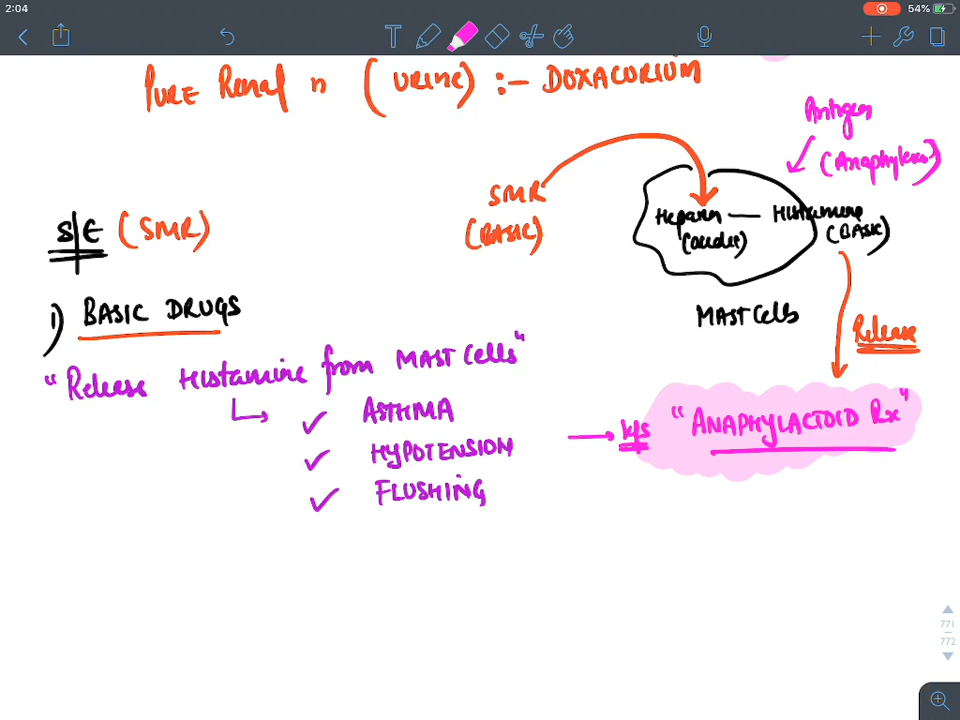 2:04
54%
PURE Renal n (URINE) :- DOXACURIUM
Antigen
(Anaphylaxis)
SMR
(BASIC)
Heparin — Histamine
(acidic) (BASIC)
MAST Cells
Release
S/E (SMR)
1) BASIC DRUGS
"Release Histamine from MAST Cells"
✓ ASTHMA
✓ HYPOTENSION
✓ FLUSHING
→ k/s "ANAPHYLACTOID Rx"
771
772